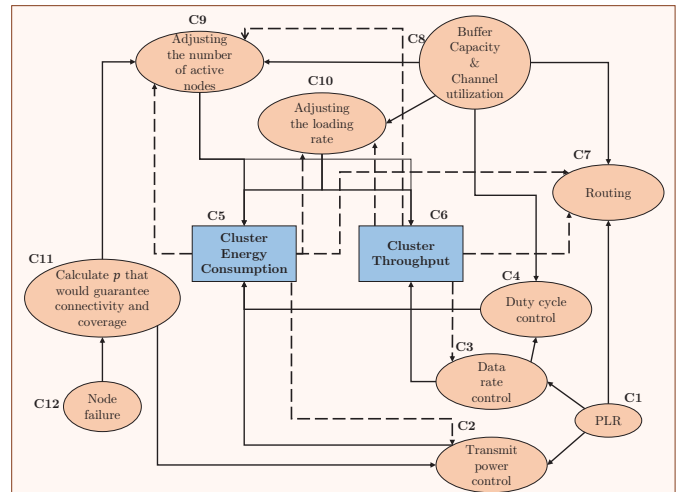 C9
Adjusting
the number
of active
nodes
C8
Buffer
Capacity
&
Channel
utilization
C10
Adjusting
the loading
rate
C7
Routing
C5
Cluster
Energy
Consumption
C6
Cluster
Throughput
C11
Calculate p that
would guarantee
connectivity and
coverage
C4
Duty cycle
control
C3
Data
rate
control
C12
Node
failure
C1
PLR
C2
Transmit
power
control